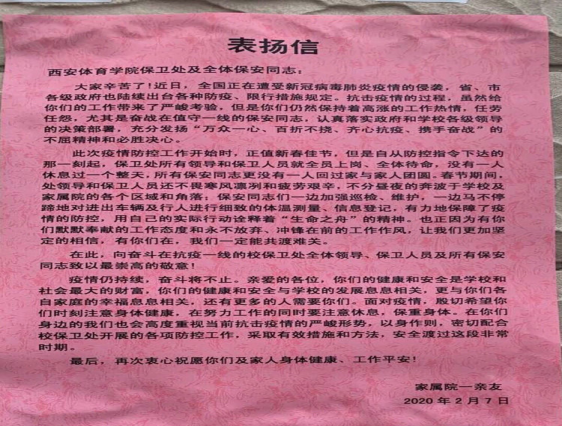 表扬信
西安体育学院保卫处及全体保安同志：
大家辛苦了！近日，全国正在遭受新冠病毒肺炎疫情的侵袭，省、市
各级政府也陆续出台各种防疫、限行措施规定。抗击疫情的过程，虽然给
你们的工作带来了严峻考验，但是你们仍然保持着高涨的工作热情，任劳
任怨，尤其是奋战在值守一线的保安同志，认真落实政府和学校各级领导
的决策部署，充分发扬“万众一心、百折不挠、齐心抗疫、携手奋战”的
不屈精神和必胜决心。
此次疫情防控工作开始时，正值新春佳节，但是自从防控指令下达的
那一刻起，保卫处所有领导和保卫人员就全员上岗、全体待命，没有一人
休息过一个整天，所有保安同志更没有一人回过家与家人团圆。春节期间，
处领导和保卫人员还不畏寒风凛冽和疲劳艰辛，不分昼夜的奔波于学校及
家属院的各个区域和角落，保安同志们一边加强巡检、维护，一边马不停
蹄地对进出车辆及行人进行细致的体温测量、信息登记，有力地保障了疫
情的防控，用自己的实际行动诠释着“生命之舟”的精神。也正因为有你
们默默奉献的工作态度和永不放弃、冲锋在前的工作作风，让我们更加坚
定的相信，有你们在，我们一定能共渡难关。
在此，向奋斗在抗疫一线的校保卫处全体领导、保卫人员及所有保安
同志致以最崇高的敬意！
疫情仍持续，奋斗将不止。亲爱的各位，你们的健康和安全是学校和
社会最大的财富，你们的健康和安全与学校的发展息息相关，更与你们各
自家庭的幸福息息相关，还有更多的人需要你们。面对疫情，殷切希望你
们时刻注意身体健康，在努力工作的同时要注意休息，保重身体。在你们
身边的我们也会高度重视当前抗击疫情的严峻形势，以身作则，密切配合
校保卫处开展的各项防控工作，采取有效措施和方法，安全渡过这段非常
时期。
最后，再次衷心祝愿你们及家人身体健康、工作平安！
家属院一亲友
2020 年 2 月 7 日